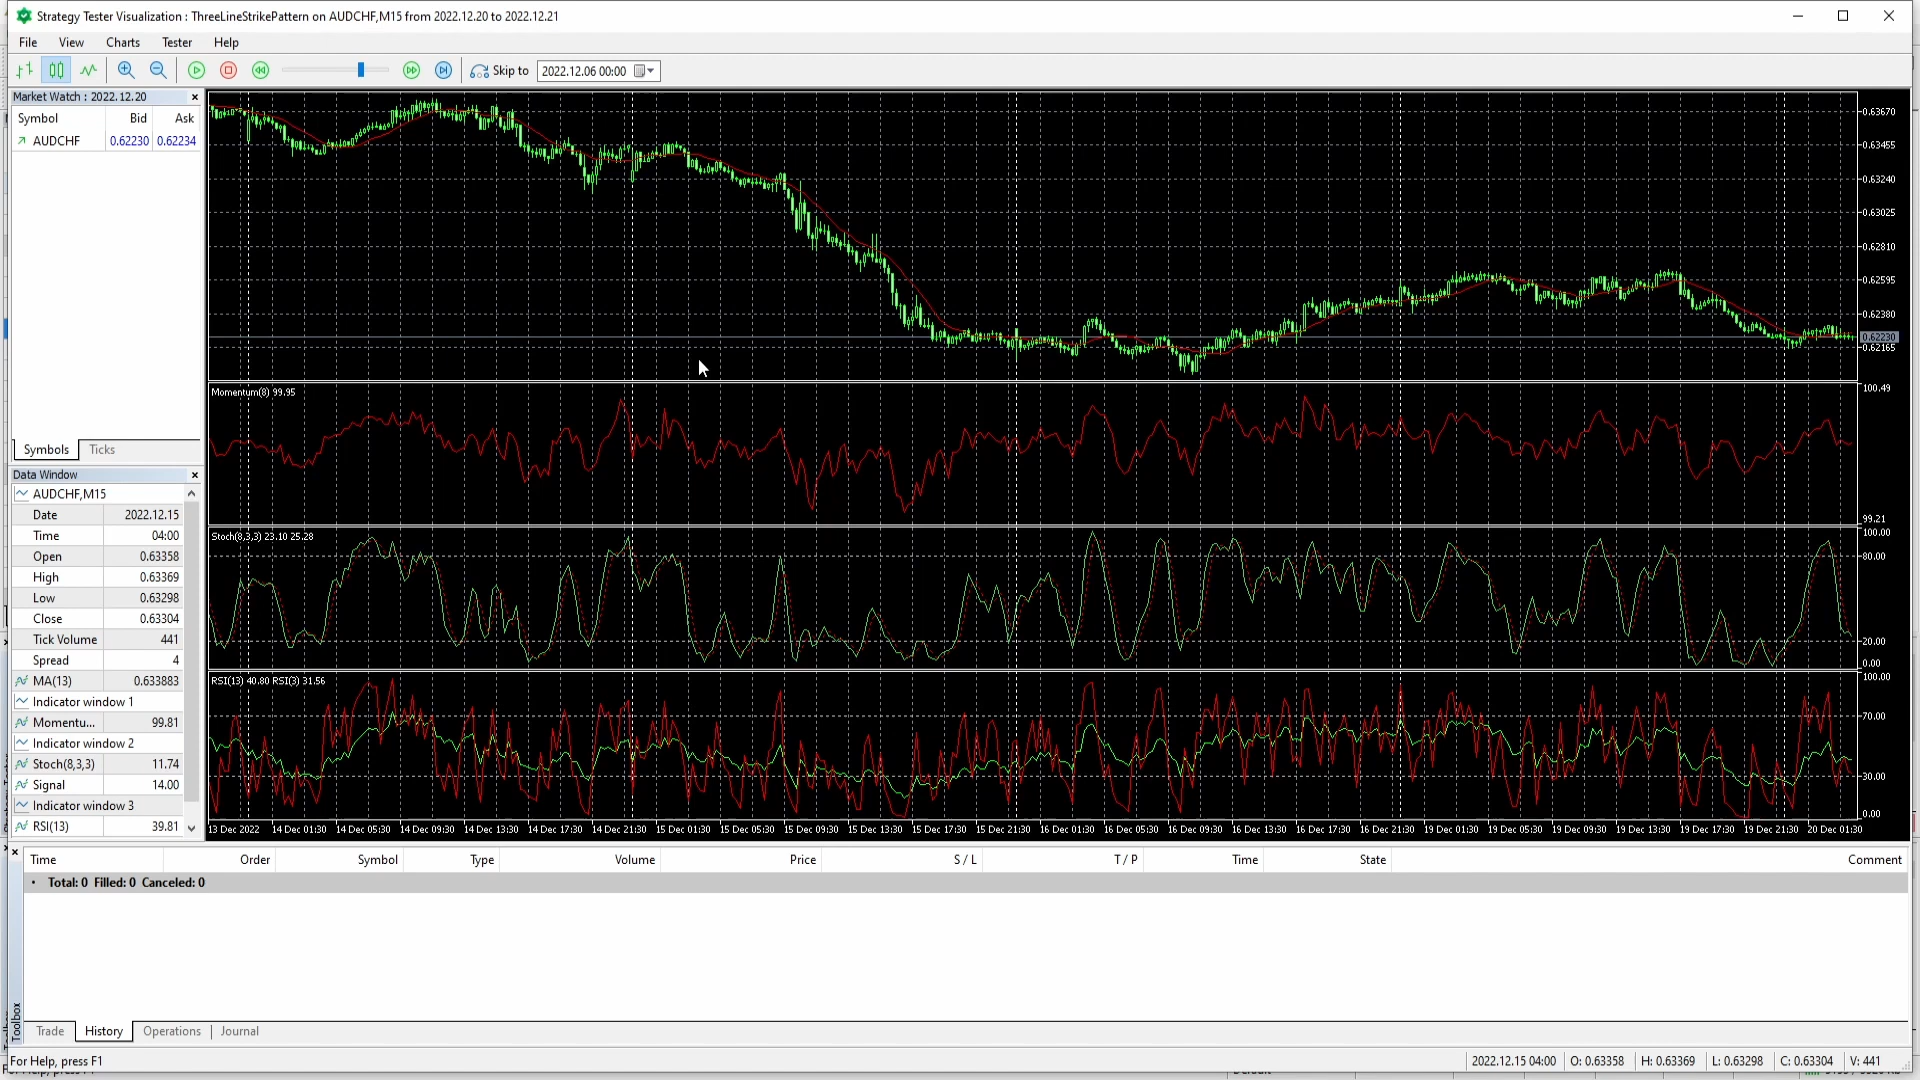 Strategy Tester Visualization : ThreeLineStrikePattern on AUDCHF,M15 from 2022.12.20 to 2022.12.21
File View Charts Tester Help
Skip to 2022.12.06 00:00
Market Watch : 2022.12.20
Symbol Bid Ask
AUDCHF 0.62230 0.62234
Symbols Ticks
Data Window
AUDCHF,M15
Date 2022.12.15
Time 04:00
Open 0.63358
High 0.63369
Low 0.63298
Close 0.63304
Tick Volume 441
Spread 4
MA(13) 0.633883
Indicator window 1
Momentu... 99.81
Indicator window 2
Stoch(8,3,3) 11.74
Signal 14.00
Indicator window 3
RSI(13) 39.81
0.63670
0.63455
0.63240
0.63025
0.62810
0.62595
0.62380
0.62230
0.62165
Momentum(8) 99.95
100.49
99.21
Stoch(8,3,3) 23.10 25.28
100.00
80.00
20.00
0.00
RSI(13) 40.80 RSI(3) 31.56
100.00
70.00
30.00
0.00
13 Dec 2022 14 Dec 01:30 14 Dec 05:30 14 Dec 09:30 14 Dec 13:30 14 Dec 17:30 14 Dec 21:30 15 Dec 01:30 15 Dec 05:30 15 Dec 09:30 15 Dec 13:30 15 Dec 17:30 15 Dec 21:30 16 Dec 01:30 16 Dec 05:30 16 Dec 09:30 16 Dec 13:30 16 Dec 17:30 16 Dec 21:30 19 Dec 01:30 19 Dec 05:30 19 Dec 09:30 19 Dec 13:30 19 Dec 17:30 19 Dec 21:30 20 Dec 01:30
Time Order Symbol Type Volume Price S / L T / P Time State Comment
Total: 0 Filled: 0 Canceled: 0
Toolbox
Trade History Operations Journal
For Help, press F1 2022.12.15 04:00 O: 0.63358 H: 0.63369 L: 0.63298 C: 0.63304 V: 441